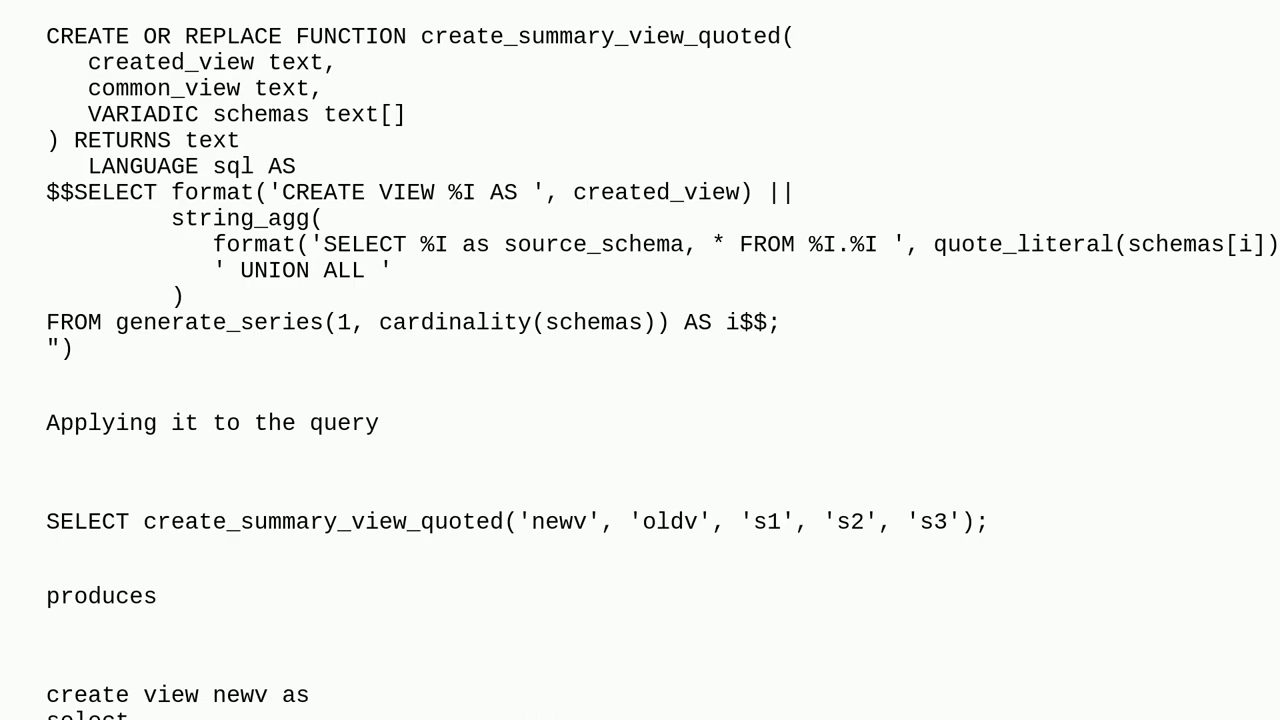 CREATE OR REPLACE FUNCTION create_summary_view_quoted(
created_view text,
common_view text,
VARIADIC schemas text[]
) RETURNS text
LANGUAGE sql AS
$$SELECT format('CREATE VIEW %I AS ', created_view) ||
string_agg(
format('SELECT %I as source_schema, * FROM %I.%I ', quote_literal(schemas[i])
' UNION ALL '
)
FROM generate_series(1, cardinality(schemas)) AS i$$;
")
Applying it to the query
SELECT create_summary_view_quoted('newv', 'oldv', 's1', 's2', 's3');
produces
create view newv as
select